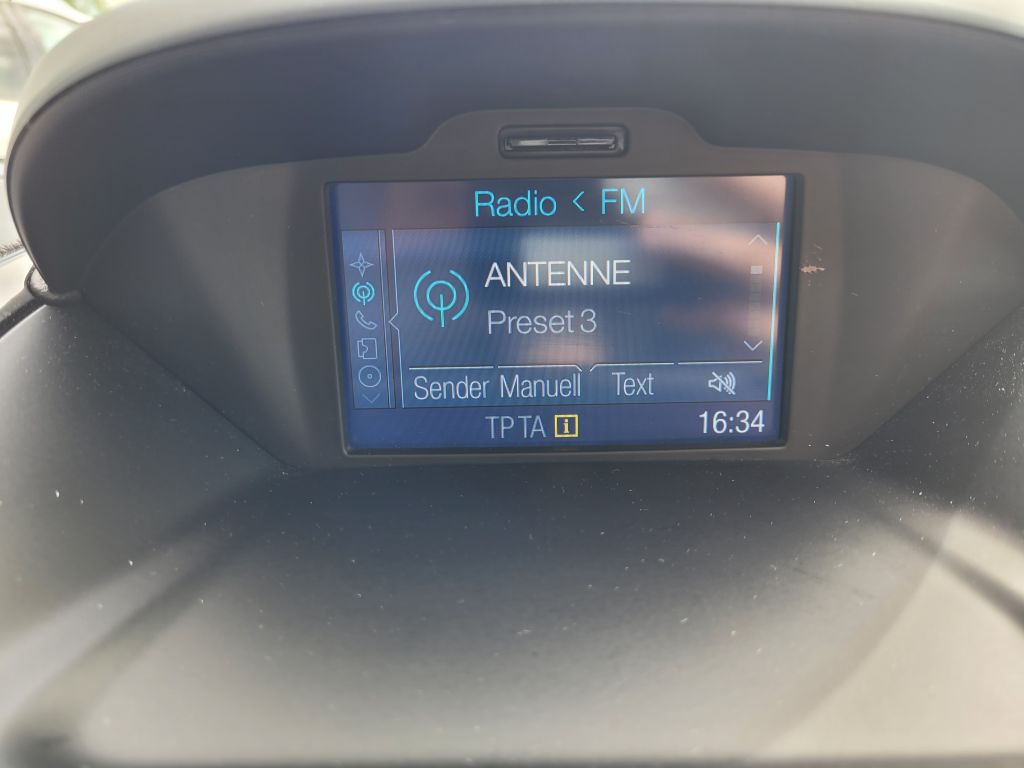 Radio < FM
ANTENNE
Preset 3
Sender Manuell Text
TP TA i 16:34